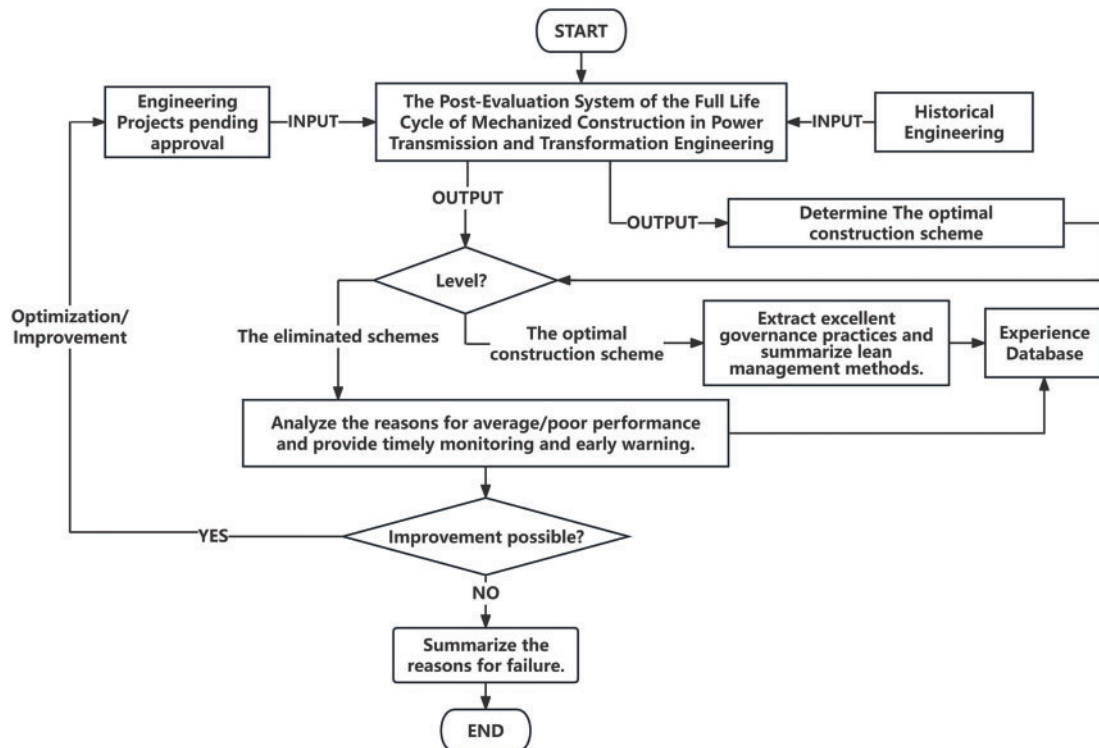 START
Engineering
Projects pending
approval
INPUT
The Post-Evaluation System of the Full Life
Cycle of Mechanized Construction in Power
Transmission and Transformation Engineering
INPUT
Historical
Engineering
OUTPUT
OUTPUT
Determine The optimal
construction scheme
Level?
Optimization/
Improvement
The eliminated schemes
The optimal
construction scheme
Extract excellent
governance practices and
summarize lean
management methods.
Experience
Database
Analyze the reasons for average/poor performance
and provide timely monitoring and early warning.
YES
Improvement possible?
NO
Summarize the
reasons for failure.
END